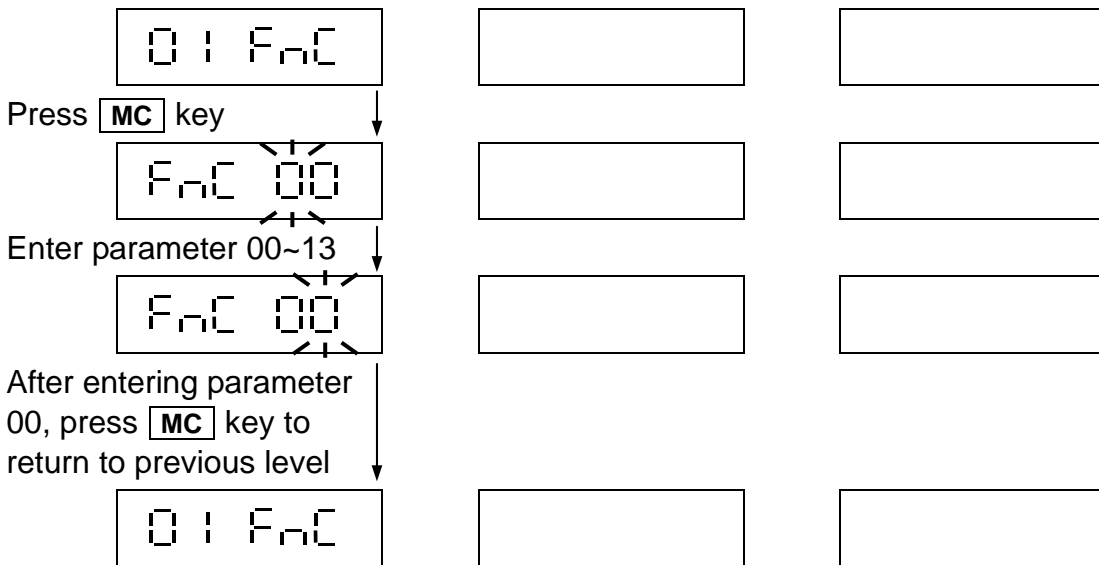 01 FnC
Press MC key
FnC 00
Enter parameter 00~13
FnC 00
After entering parameter
00, press MC key to
return to previous level
01 FnC